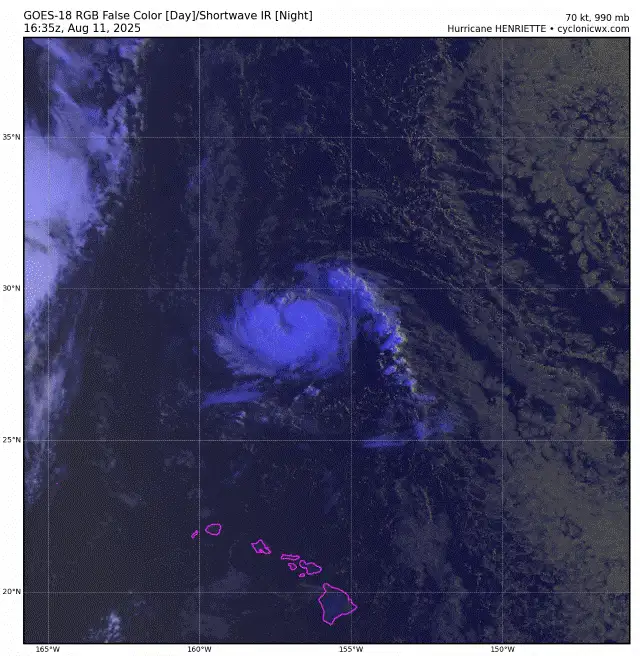 GOES-18 RGB False Color [Day]/Shortwave IR [Night]
70 kt, 990 mb
16:35z, Aug 11, 2025
Hurricane HENRIETTE • cyclonicwx.com
35°N
30°N
25°N
20°N
165°W
160°W
155°W
150°W